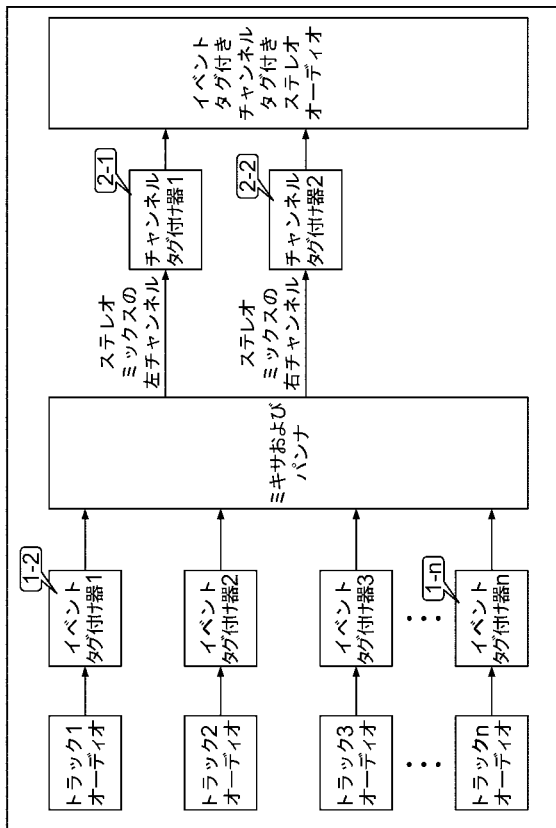 トラック1
オーディオ
トラック2
オーディオ
トラック3
オーディオ
・・・
トラックn
オーディオ
1-2
イベント
タグ付け器1
イベント
タグ付け器2
イベント
タグ付け器3
・・・
1-n
イベント
タグ付け器n
ミキサおよび
パンナ
ステレオ
ミックスの
左チャンネル
ステレオ
ミックスの
右チャンネル
2-1
チャンネル
タグ付け器1
2-2
チャンネル
タグ付け器2
イベント
タグ付き
チャンネル
タグ付き
ステレオ
オーディオ